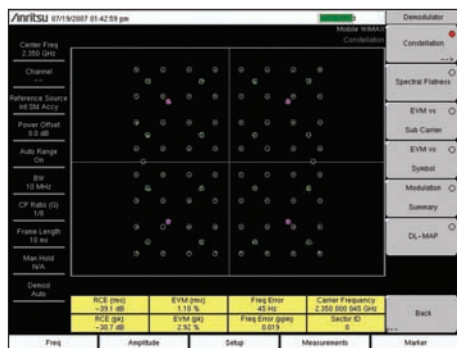 Anritsu 07/19/2007 01:42:59 pm
Mobile WiMAX
Constellation
Center Freq
2.350 GHz
Channel
--
Reference Source
Int Std Accy
Power Offset
0.0 dB
Auto Range
On
BW
10 MHz
CP Ratio (G)
1/8
Frame Length
10 ms
Max Hold
N/A
Demod
Auto
RCE (rms) EVM (rms) Freq Error Carrier Frequency
-39.1 dB 1.10 % 45 Hz 2.350 000 045 GHz
RCE (pk) EVM (pk) Freq Error (ppm) Sector ID
-30.7 dB 2.92 % 0.019 0
Demodulator
Constellation
-->
Spectral Flatness
EVM vs
Sub Carrier
EVM vs
Symbol
Modulation
Summary
DL-MAP
Back
Freq Amplitude Setup Measurements Marker